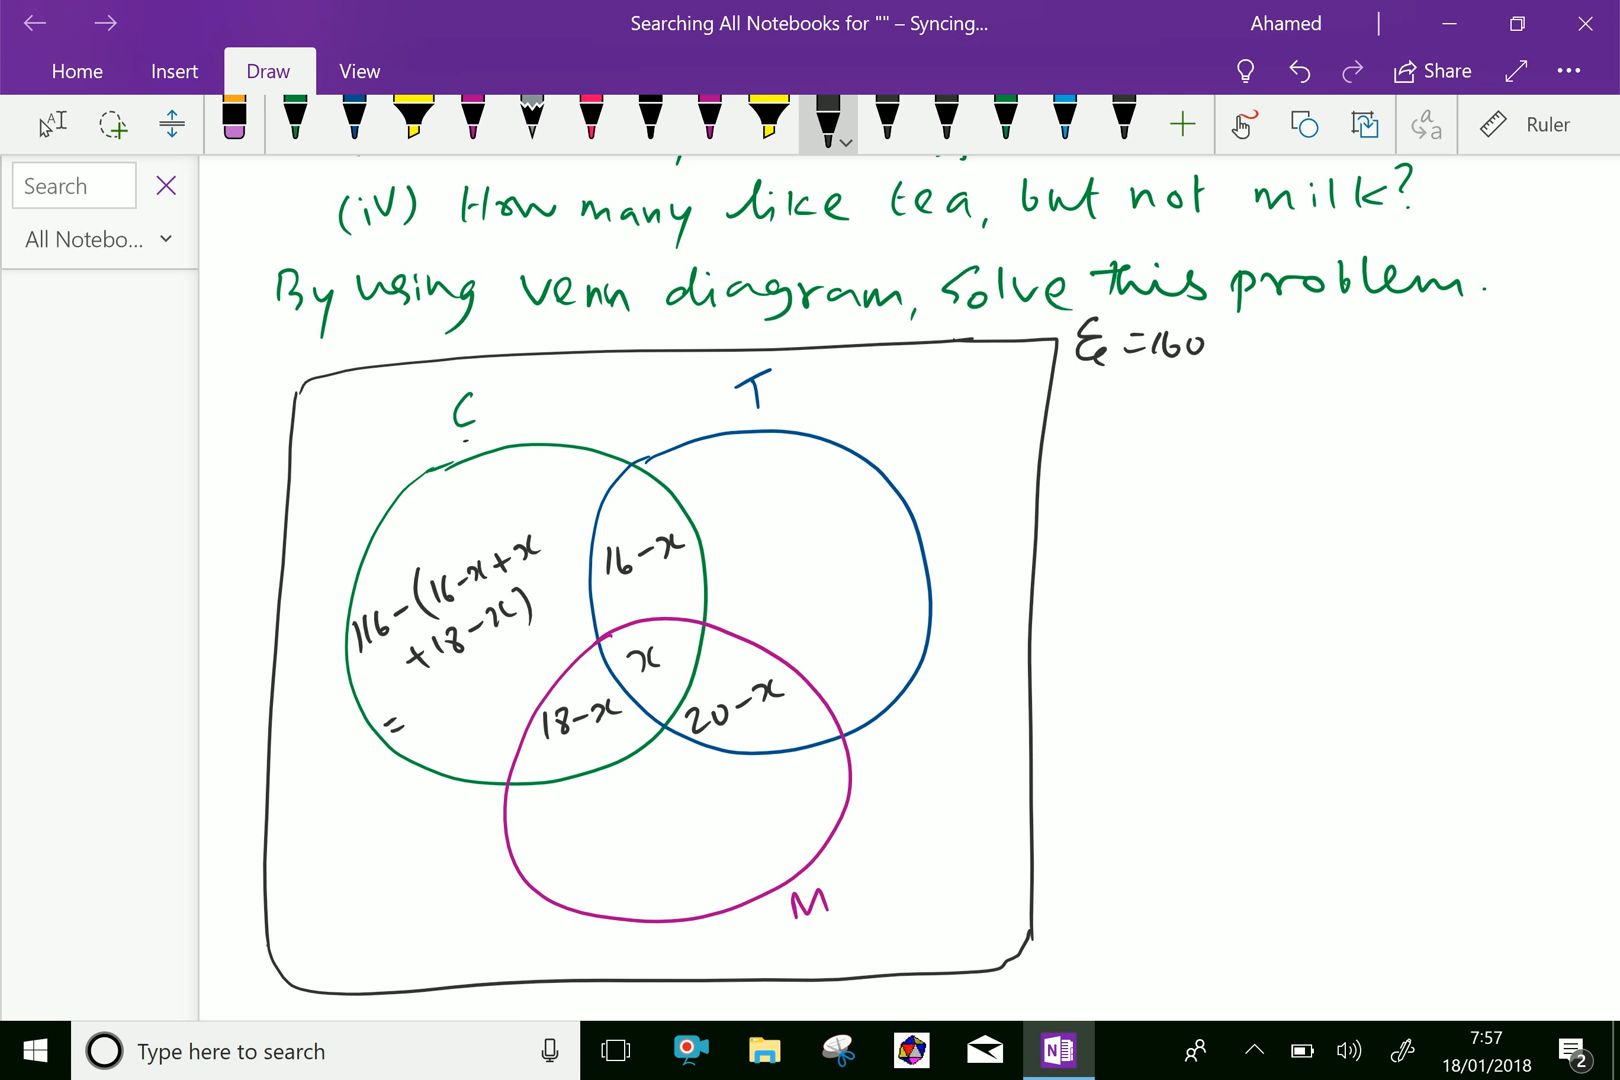 Searching All Notebooks for "" – Syncing...
Ahamed
Home Insert Draw View
Share
Ruler
Search
All Notebo...
(iv) How many like tea, but not milk?
By using venn diagram, solve this problem.
ξ = 160
C
T
116-(16-x+x
+18-x)
=
16-x
x
18-x
20-x
M
Type here to search
7:57
18/01/2018
2